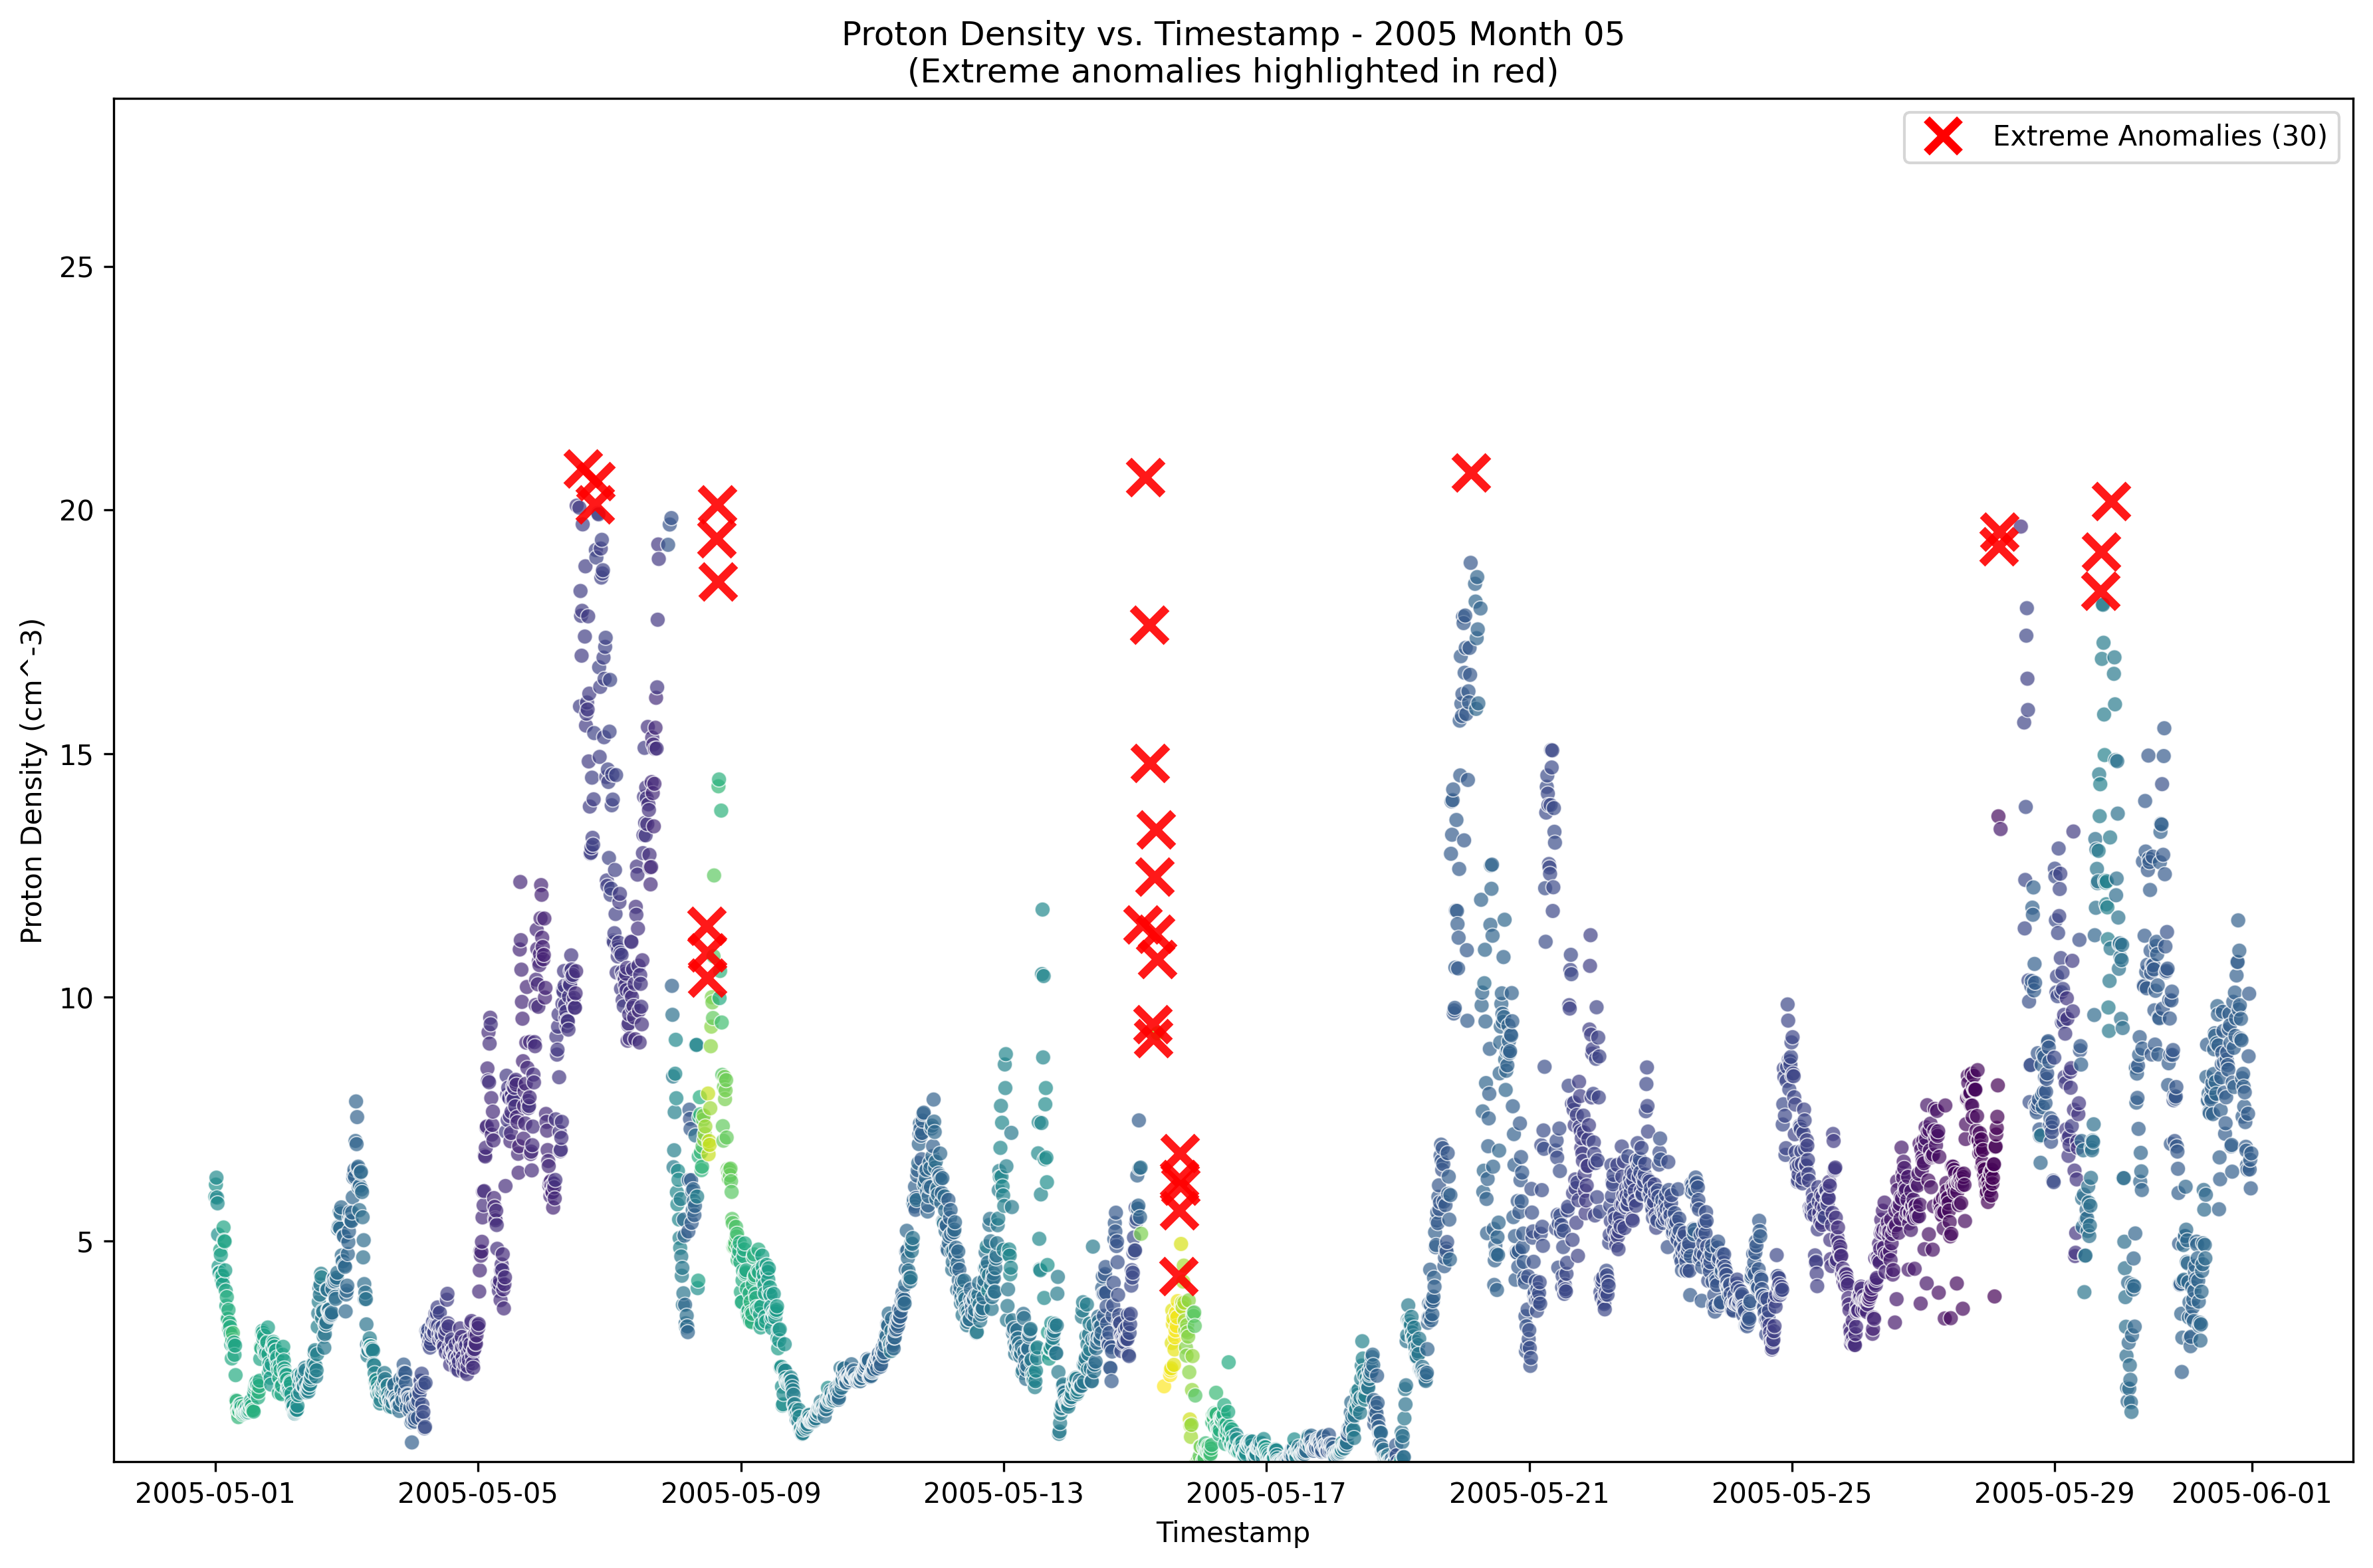 Proton Density vs. Timestamp - 2005 Month 05
(Extreme anomalies highlighted in red)
Extreme Anomalies (30)
Proton Density (cm^-3)
25
20
15
10
5
2005-05-01
2005-05-05
2005-05-09
2005-05-13
2005-05-17
2005-05-21
2005-05-25
2005-05-29
2005-06-01
Timestamp